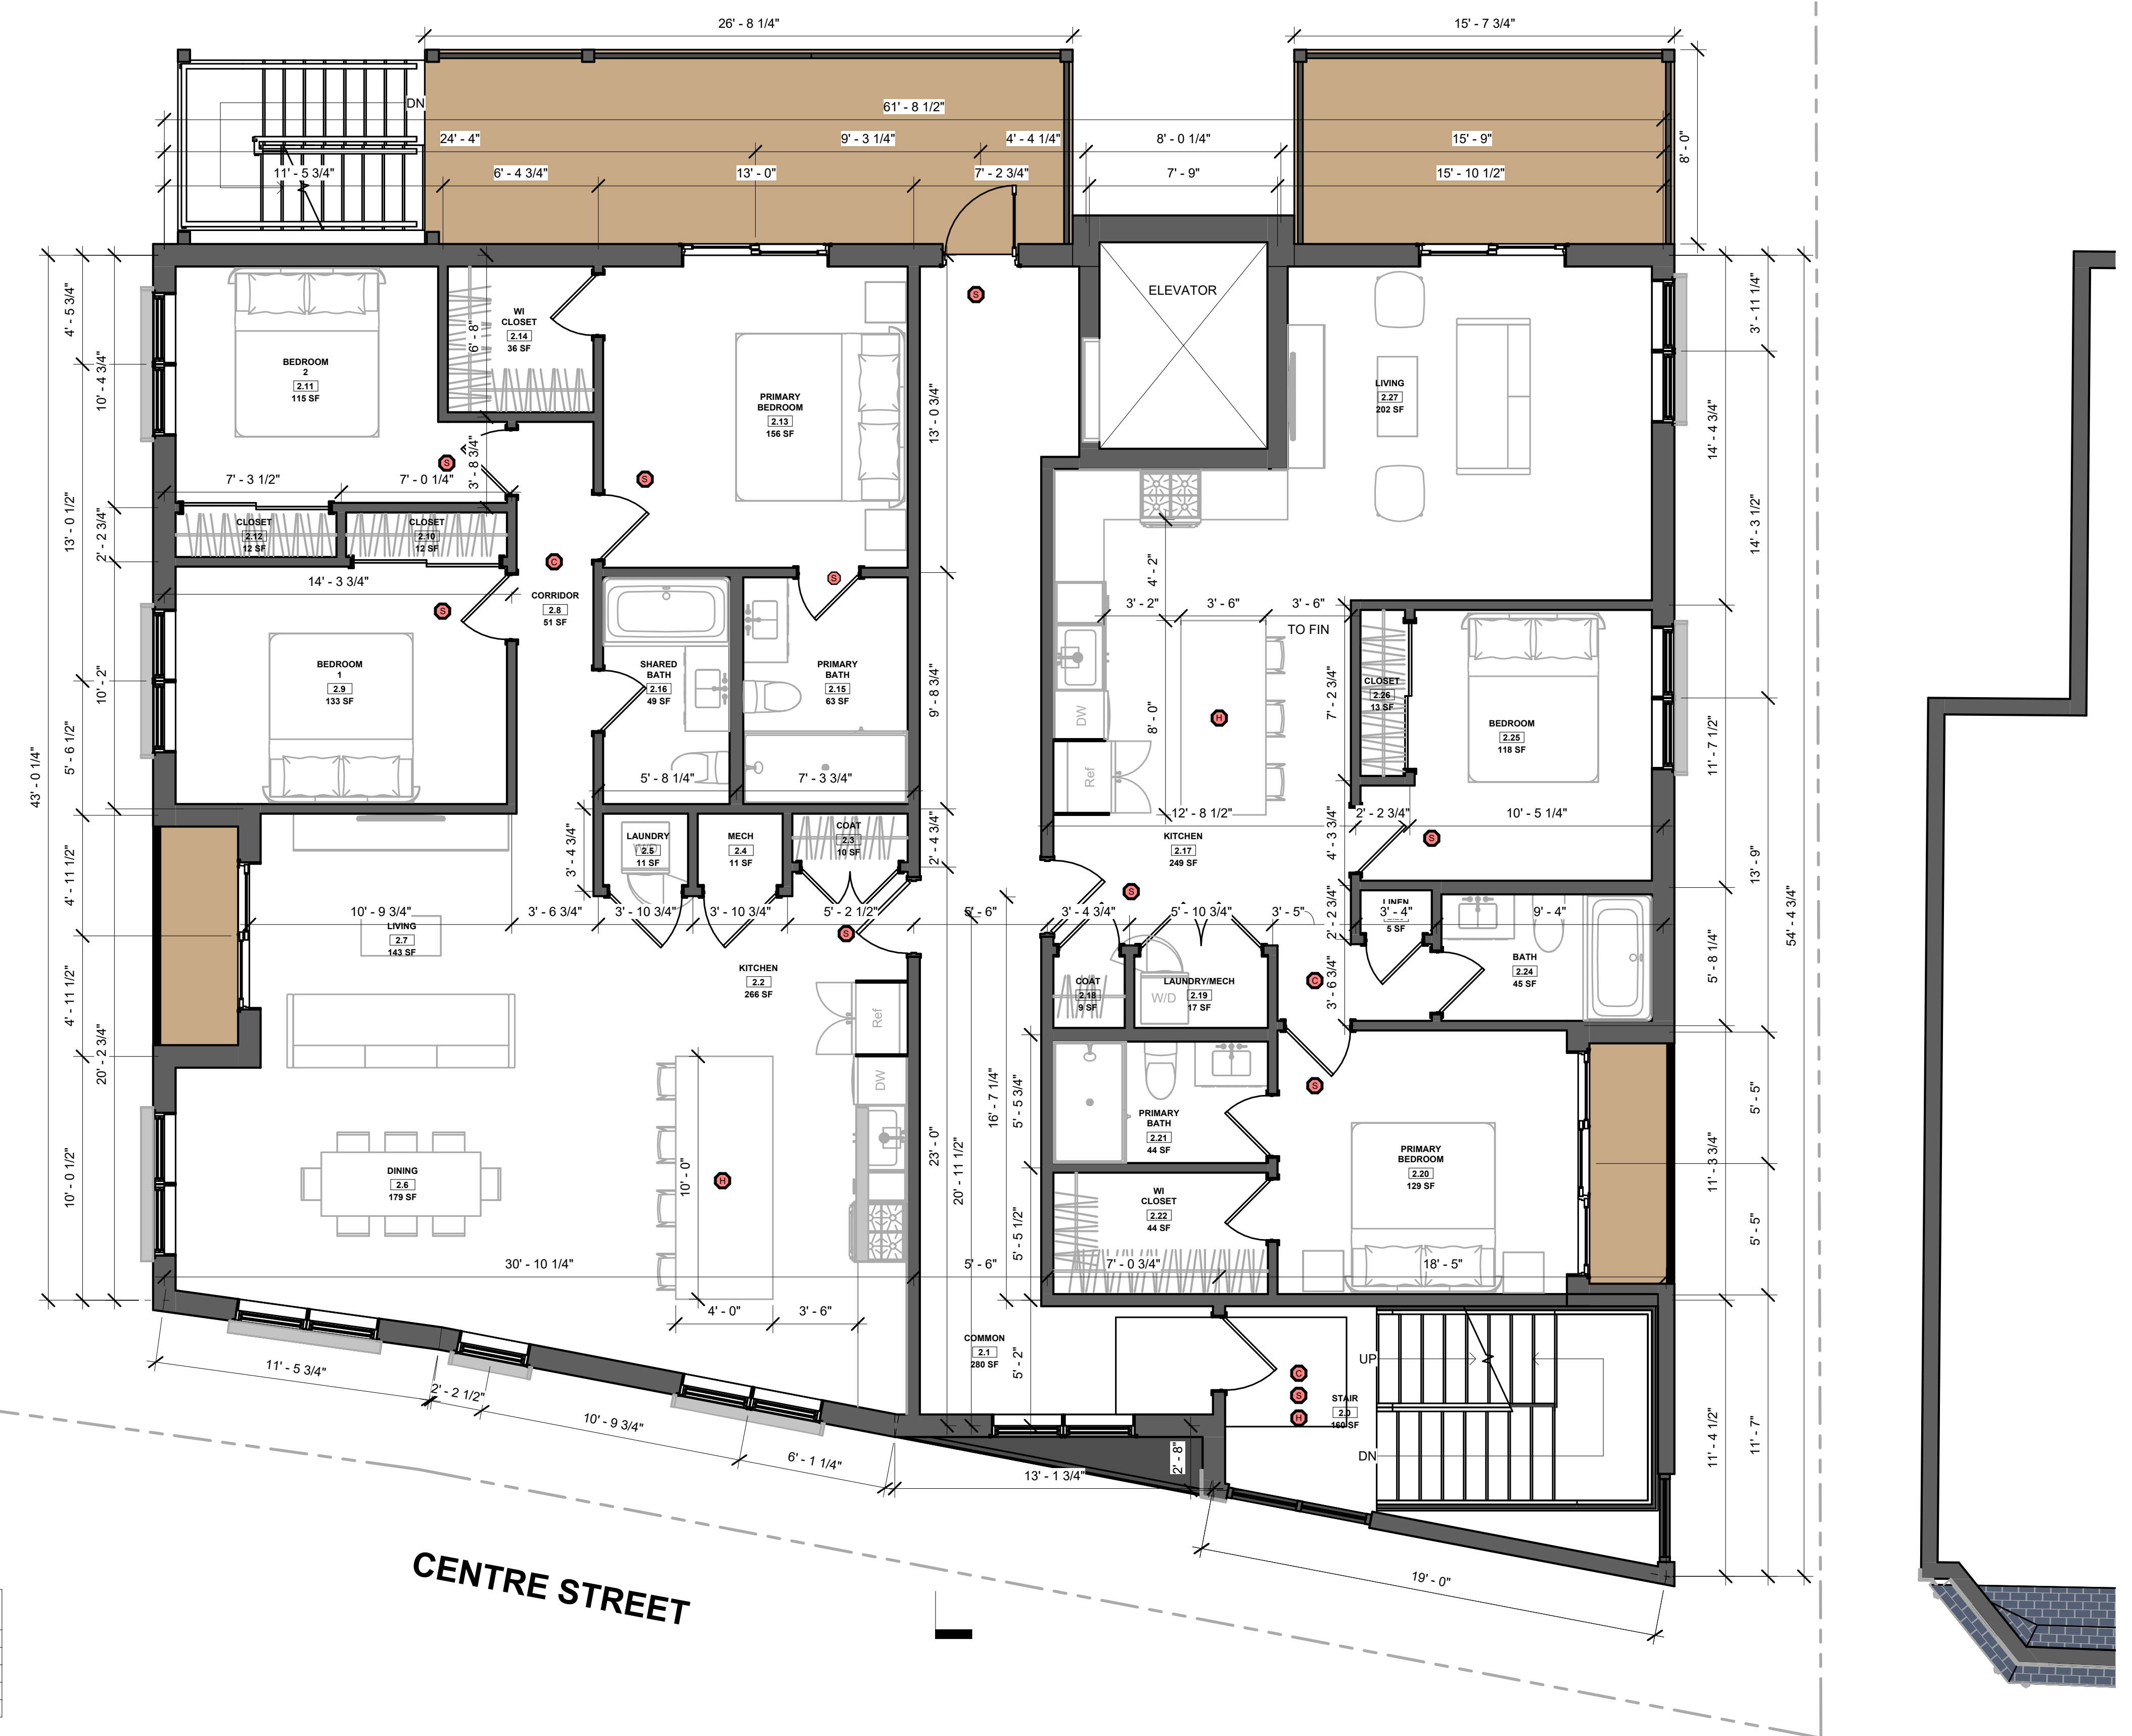 26' - 8 1/4"
15' - 7 3/4"
DN
61' - 8 1/2"
8' - 0"
24' - 4"
9' - 3 1/4"
4' - 4 1/4"
8' - 0 1/4"
15' - 9"
11' - 5 3/4"
6' - 4 3/4"
13' - 0"
7' - 2 3/4"
7' - 9"
15' - 10 1/2"
4' - 5 3/4"
10' - 4 3/4"
13' - 0 1/2"
2' - 2 3/4"
10' - 2"
5' - 6 1/2"
43' - 0 1/4"
4' - 11 1/2"
4' - 11 1/2"
20' - 2 3/4"
10' - 0 1/2"
BEDROOM
2
2.11
115 SF
WI
CLOSET
2.14
36 SF
6' - 8"
3' - 8 3/4"
S
7' - 3 1/2"
7' - 0 1/4"
CLOSET
2.12
12 SF
CLOSET
2.10
12 SF
14' - 3 3/4"
S
C
CORRIDOR
2.8
51 SF
BEDROOM
1
2.9
133 SF
PRIMARY
BEDROOM
2.13
156 SF
S
S
S
13' - 0 3/4"
SHARED
BATH
2.16
49 SF
PRIMARY
BATH
2.15
63 SF
9' - 8 3/4"
5' - 8 1/4"
7' - 3 3/4"
LAUNDRY
2.5
11 SF
MECH
2.4
11 SF
COAT
2.3
10 SF
3' - 4 3/4"
2' - 4 3/4"
10' - 9 3/4"
3' - 6 3/4"
3' - 10 3/4"
3' - 10 3/4"
5' - 2 1/2"
5' - 6"
S
LIVING
2.7
143 SF
KITCHEN
2.2
266 SF
Ref
DW
DINING
2.6
179 SF
10' - 0"
H
30' - 10 1/4"
4' - 0"
3' - 6"
5' - 6"
23' - 0"
20' - 11 1/2"
16' - 7 1/4"
5' - 5 3/4"
5' - 5 1/2"
5' - 2"
COMMON
2.1
280 SF
ELEVATOR
LIVING
2.27
202 SF
4' - 2"
3' - 2"
3' - 6"
3' - 6"
TO FIN
8' - 0"
DW
Ref
H
7' - 2 3/4"
CLOSET
2.26
13 SF
BEDROOM
2.25
118 SF
12' - 8 1/2"
2' - 2 3/4"
10' - 5 1/4"
KITCHEN
2.17
249 SF
4' - 3 3/4"
S
S
3' - 4 3/4"
5' - 10 3/4"
3' - 5"
2' - 2 3/4"
LINEN
5 SF
3' - 4"
9' - 4"
BATH
2.24
45 SF
COAT
2.18
9 SF
LAUNDRY/MECH
2.19
17 SF
W/D
C
3' - 6 3/4"
S
PRIMARY
BATH
2.21
44 SF
PRIMARY
BEDROOM
2.20
129 SF
WI
CLOSET
2.22
44 SF
7' - 0 3/4"
18' - 5"
C
S
H
STAIR
2.0
160 SF
UP
DN
3' - 11 1/4"
14' - 4 3/4"
14' - 3 1/2"
11' - 7 1/2"
13' - 9"
54' - 4 3/4"
5' - 8 1/4"
5' - 5"
11' - 3 3/4"
5' - 5"
11' - 4 1/2"
11' - 7"
11' - 5 3/4"
2' - 2 1/2"
10' - 9 3/4"
6' - 1 1/4"
13' - 1 3/4"
2' - 8"
19' - 0"
CENTRE STREET